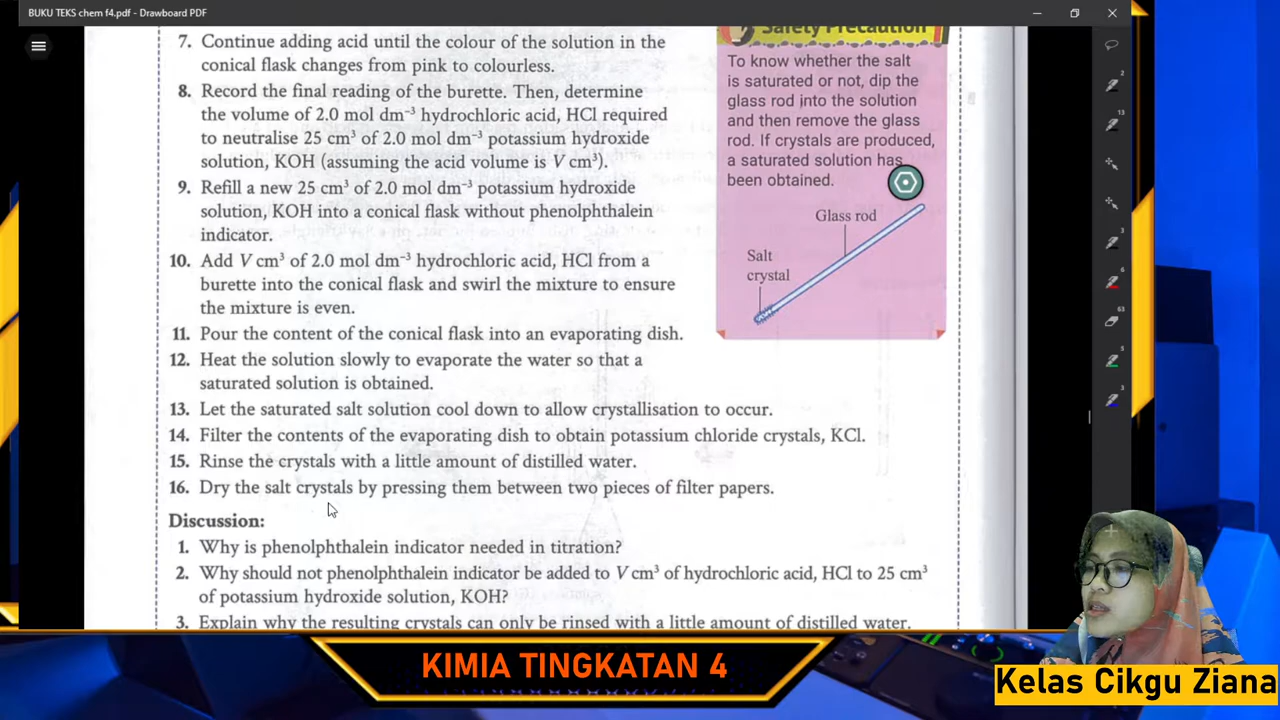 BUKU TEKS chem f4.pdf - Drawboard PDF
7. Continue adding acid until the colour of the solution in the
conical flask changes from pink to colourless.
8. Record the final reading of the burette. Then, determine
the volume of 2.0 mol dm⁻³ hydrochloric acid, HCl required
to neutralise 25 cm³ of 2.0 mol dm⁻³ potassium hydroxide
solution, KOH (assuming the acid volume is V cm³).
9. Refill a new 25 cm³ of 2.0 mol dm⁻³ potassium hydroxide
solution, KOH into a conical flask without phenolphthalein
indicator.
10. Add V cm³ of 2.0 mol dm⁻³ hydrochloric acid, HCl from a
burette into the conical flask and swirl the mixture to ensure
the mixture is even.
11. Pour the content of the conical flask into an evaporating dish.
12. Heat the solution slowly to evaporate the water so that a
saturated solution is obtained.
13. Let the saturated salt solution cool down to allow crystallisation to occur.
14. Filter the contents of the evaporating dish to obtain potassium chloride crystals, KCl.
15. Rinse the crystals with a little amount of distilled water.
16. Dry the salt crystals by pressing them between two pieces of filter papers.
Discussion:
1. Why is phenolphthalein indicator needed in titration?
2. Why should not phenolphthalein indicator be added to V cm³ of hydrochloric acid, HCl to 25 cm³
of potassium hydroxide solution, KOH?
3. Explain why the resulting crystals can only be rinsed with a little amount of distilled water.
Safety Precaution
To know whether the salt
is saturated or not, dip the
glass rod into the solution
and then remove the glass
rod. If crystals are produced,
a saturated solution has
been obtained.
Glass rod
Salt
crystal
2
13
3
6
63
5
3
KIMIA TINGKATAN 4
Kelas Cikgu Ziana